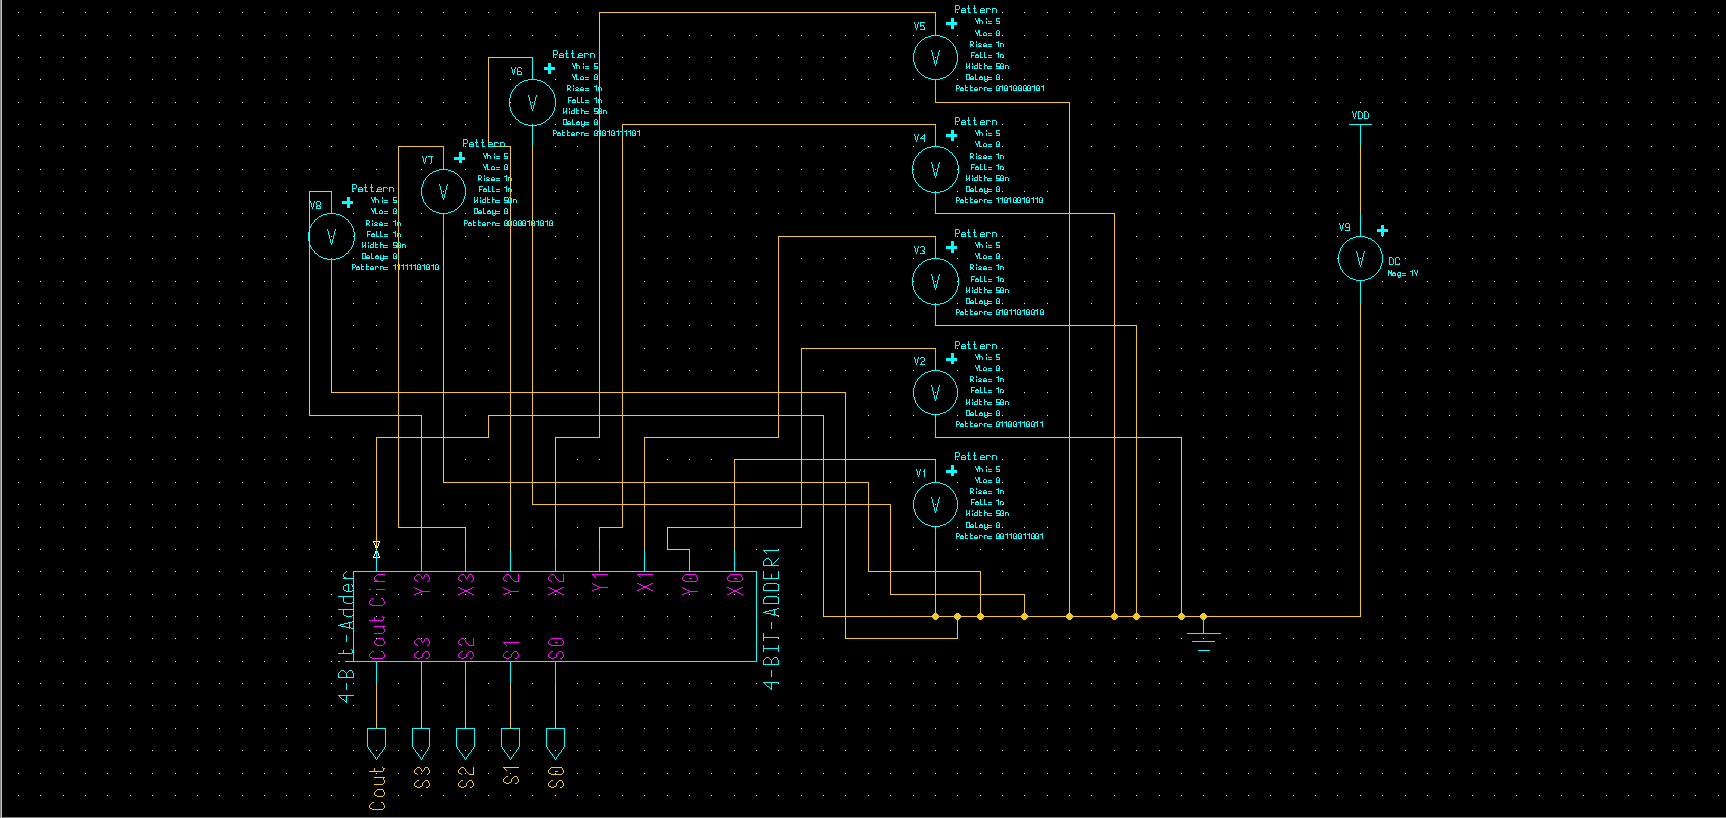 V5
Pattern
Vhi= 5
VLo= 0
Rise= 1n
Fall= 1n
Width= 50n
Delay= 0
Pattern= 01010000101
V
V6
Pattern
Vhi= 5
VLo= 0
Rise= 1n
Fall= 1n
Width= 50n
Delay= 0
Pattern= 01010111101
V
V4
Pattern
Vhi= 5
VLo= 0
Rise= 1n
Fall= 1n
Width= 50n
Delay= 0
Pattern= 11010010110
V
VDD
V7
Pattern
Vhi= 5
VLo= 0
Rise= 1n
Fall= 1n
Width= 50n
Delay= 0
Pattern= 00000101010
V
V8
Pattern
Vhi= 5
VLo= 0
Rise= 1n
Fall= 1n
Width= 50n
Delay= 0
Pattern= 11111101010
V
V3
Pattern
Vhi= 5
VLo= 0
Rise= 1n
Fall= 1n
Width= 50n
Delay= 0
Pattern= 01011010010
V
V9
V
DC
Mag= 1V
V2
Pattern
Vhi= 5
VLo= 0
Rise= 1n
Fall= 1n
Width= 50n
Delay= 0
Pattern= 01100110011
V
V1
Pattern
Vhi= 5
VLo= 0
Rise= 1n
Fall= 1n
Width= 50n
Delay= 0
Pattern= 00110011001
V
4-Bit-Adder
Cin
Y3
X3
Y2
X2
Y1
X1
Y0
X0
4-BIT-ADDER1
Cout
S3
S2
S1
S0
Cout
S3
S2
S1
S0